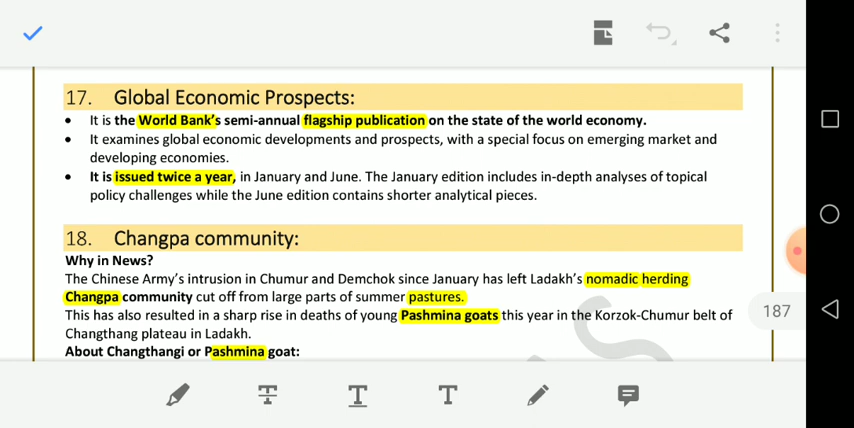 17. Global Economic Prospects:
• It is the World Bank's semi-annual flagship publication on the state of the world economy.
• It examines global economic developments and prospects, with a special focus on emerging market and
developing economies.
• It is issued twice a year, in January and June. The January edition includes in-depth analyses of topical
policy challenges while the June edition contains shorter analytical pieces.
18. Changpa community:
Why in News?
The Chinese Army's intrusion in Chumur and Demchok since January has left Ladakh's nomadic herding
Changpa community cut off from large parts of summer pastures.
This has also resulted in a sharp rise in deaths of young Pashmina goats this year in the Korzok-Chumur belt of
Changthang plateau in Ladakh.
About Changthangi or Pashmina goat:
187